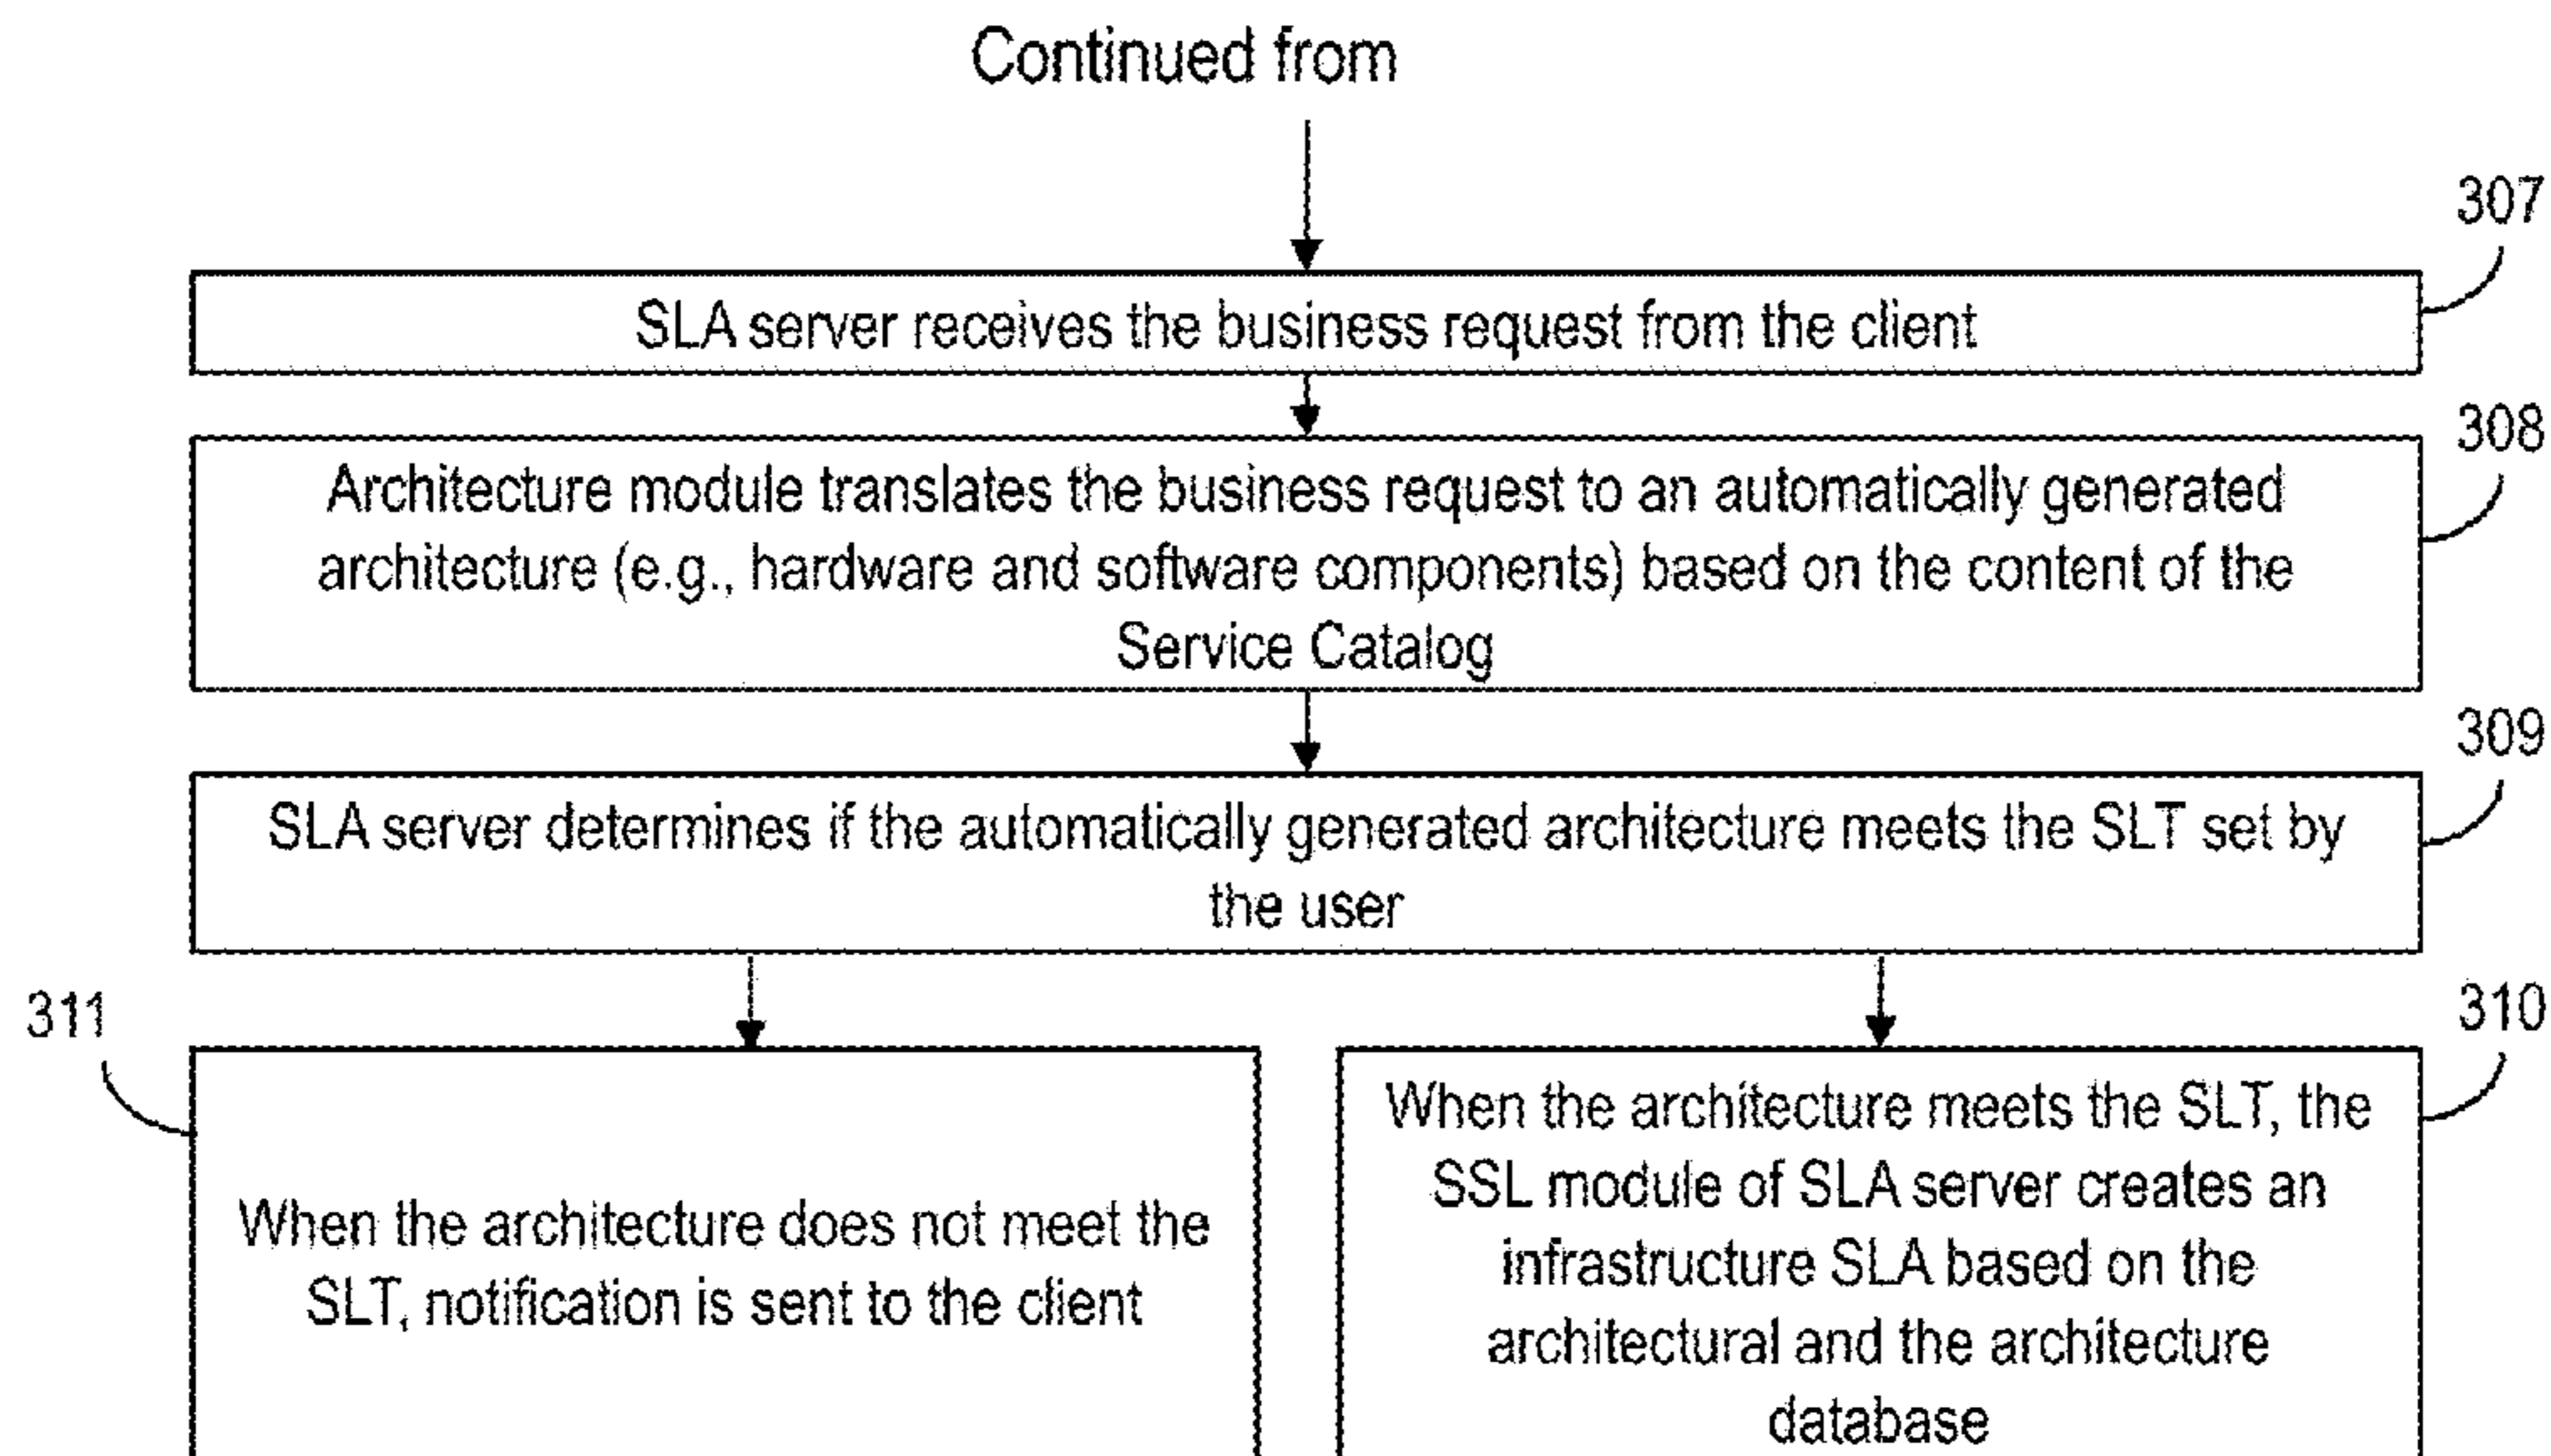 Continued from
307
SLA server receives the business request from the client
308
Architecture module translates the business request to an automatically generated
architecture (e.g., hardware and software components) based on the content of the
Service Catalog
309
SLA server determines if the automatically generated architecture meets the SLT set by
the user
311
When the architecture does not meet the
SLT, notification is sent to the client
310
When the architecture meets the SLT, the
SSL module of SLA server creates an
infrastructure SLA based on the
architectural and the architecture
database